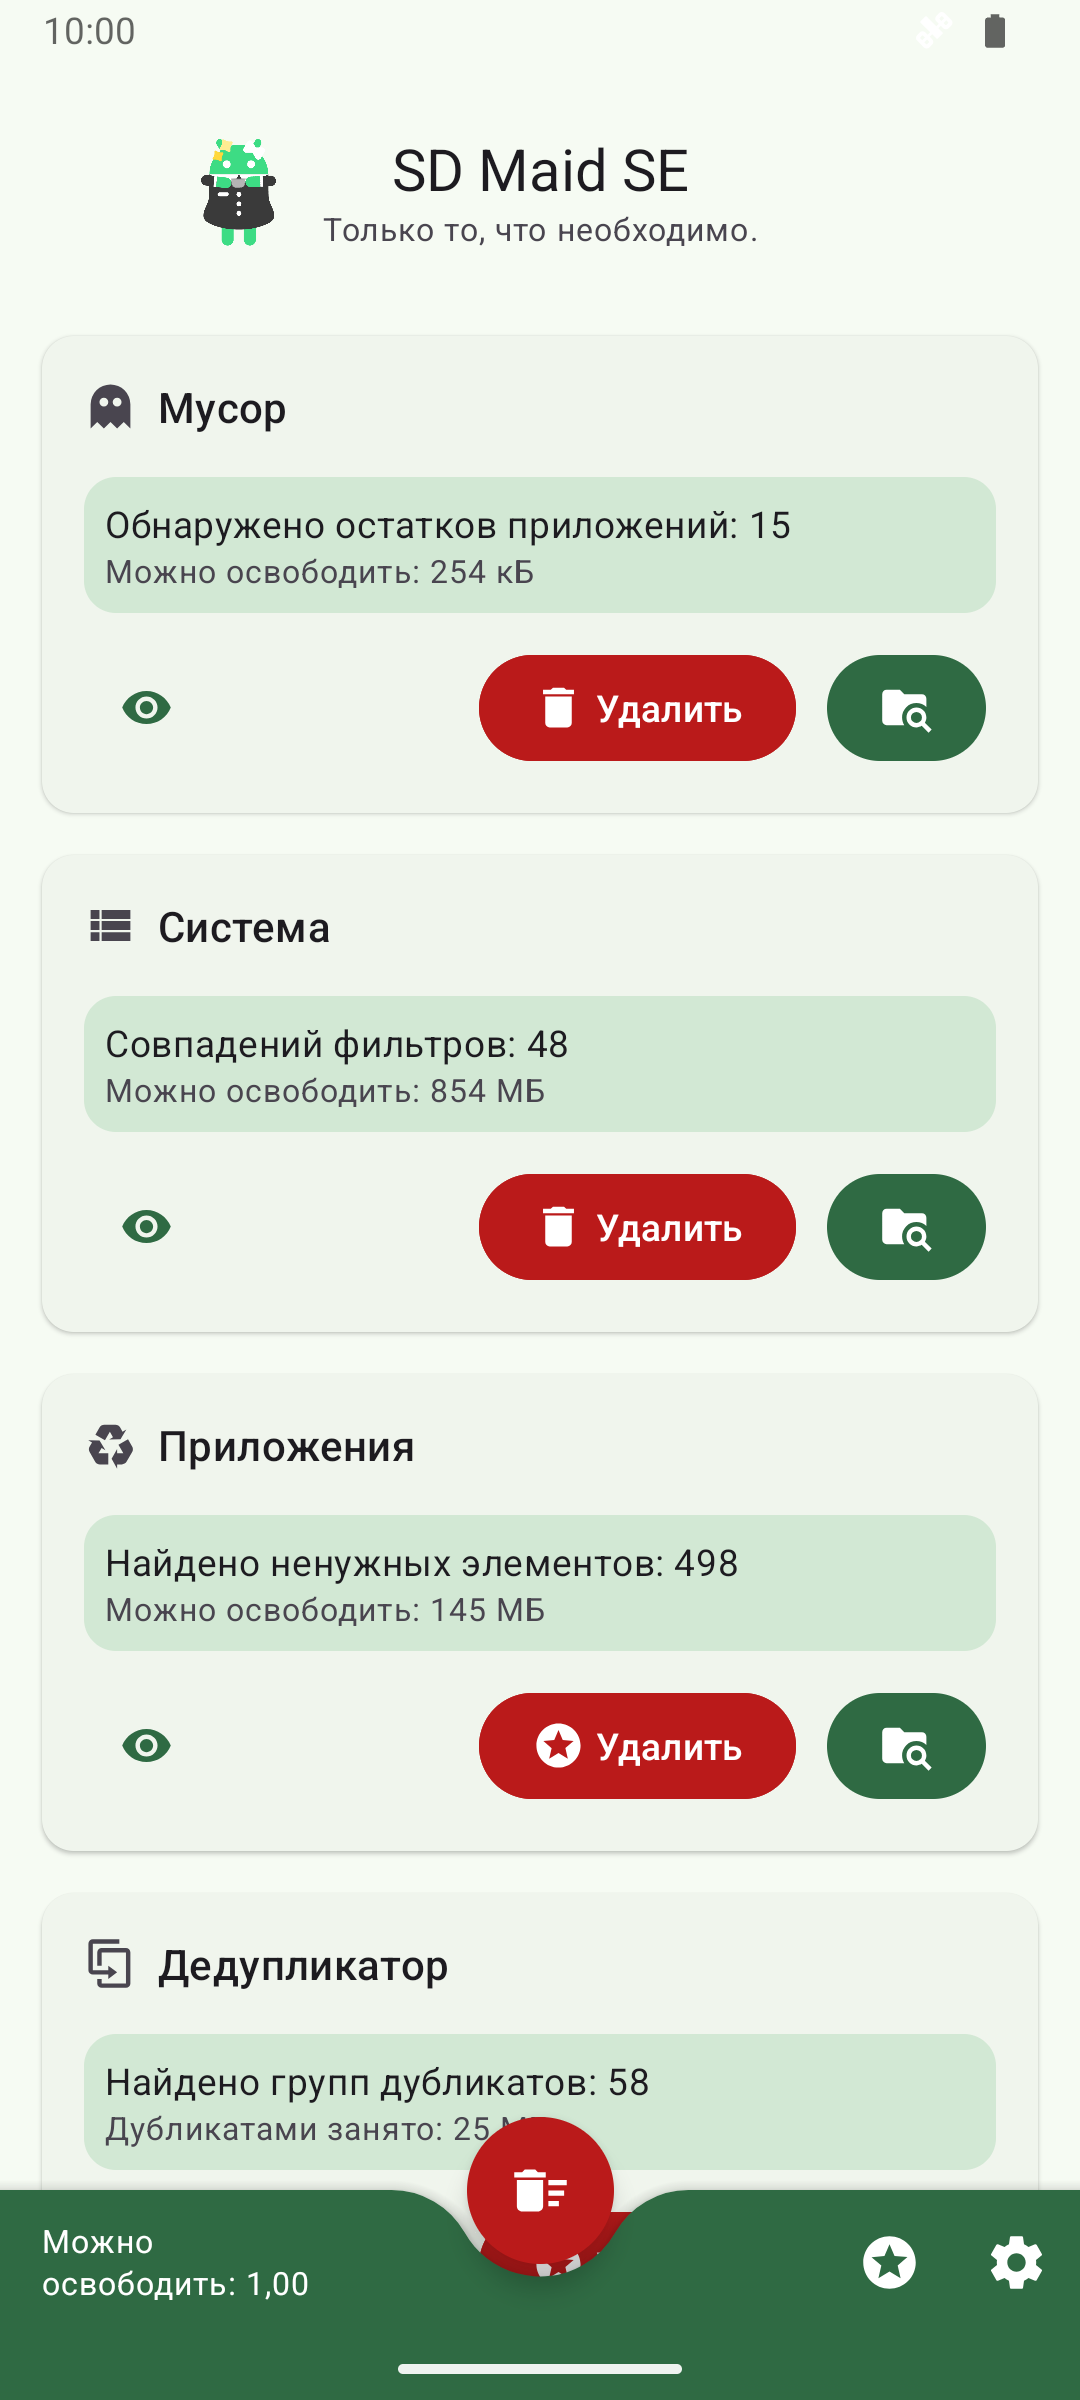 10:00
SD Maid SE
Только то, что необходимо.
Мусор
Обнаружено остатков приложений: 15
Можно освободить: 254 кБ
Удалить
Система
Совпадений фильтров: 48
Можно освободить: 854 МБ
Удалить
Приложения
Найдено ненужных элементов: 498
Можно освободить: 145 МБ
Удалить
Дедупликатор
Найдено групп дубликатов: 58
Дубликатами занято: 25
Можно
освободить: 1,00